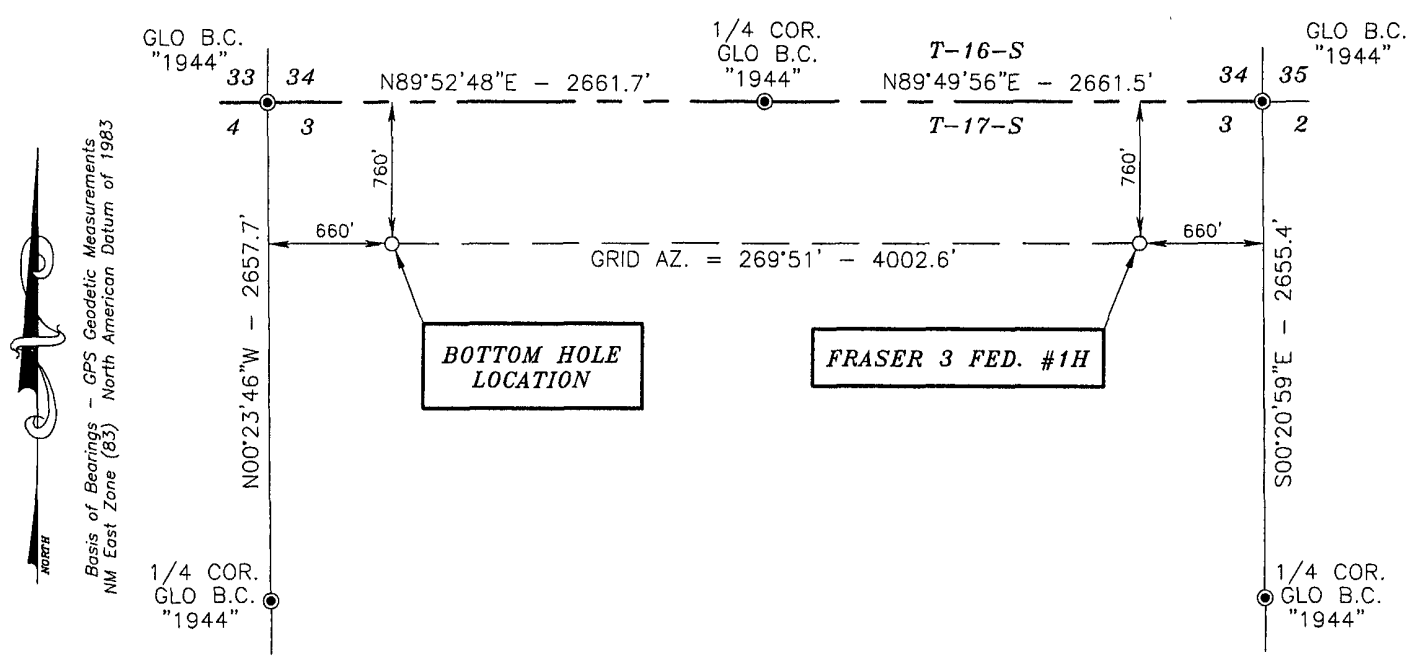 GLO B.C.
"1944"
33 34
4 3
N89°52'48"E - 2661.7'
1/4 COR.
GLO B.C.
"1944"
T-16-S
N89°49'56"E - 2661.5'
T-17-S
GLO B.C.
"1944"
34 35
3 2
760'
760'
660'
660'
GRID AZ. = 269°51' - 4002.6'
BOTTOM HOLE
LOCATION
FRASER 3 FED. #1H
N00°23'46"W - 2657.7'
S00°20'59"E - 2655.4'
Basis of Bearings - GPS Geodetic Measurements
NM East Zone (83) North American Datum of 1983
NORTH
1/4 COR.
GLO B.C.
"1944"
1/4 COR.
GLO B.C.
"1944"